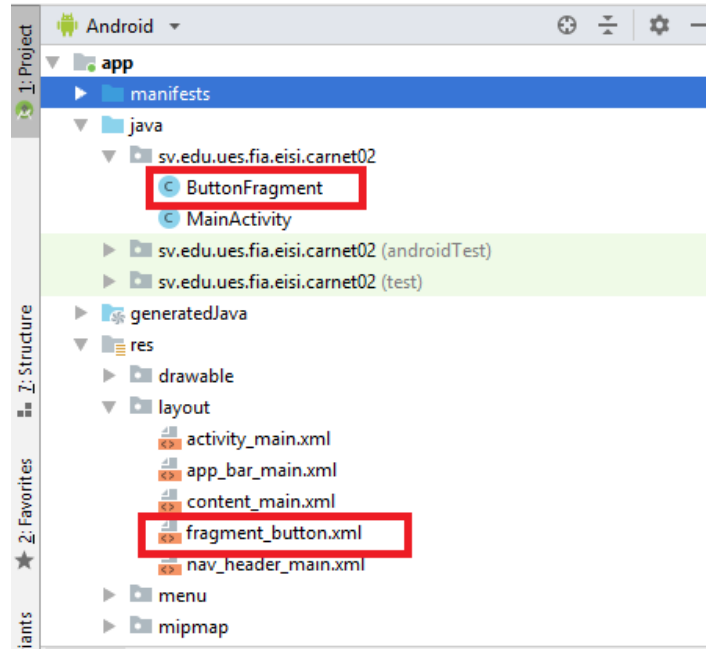 Android
1: Project
app
manifests
java
sv.edu.ues.fia.eisi.carnet02
C ButtonFragment
C MainActivity
sv.edu.ues.fia.eisi.carnet02 (androidTest)
sv.edu.ues.fia.eisi.carnet02 (test)
generatedJava
res
7: Structure
drawable
layout
activity_main.xml
app_bar_main.xml
content_main.xml
2: Favorites
fragment_button.xml
nav_header_main.xml
menu
mipmap
iants